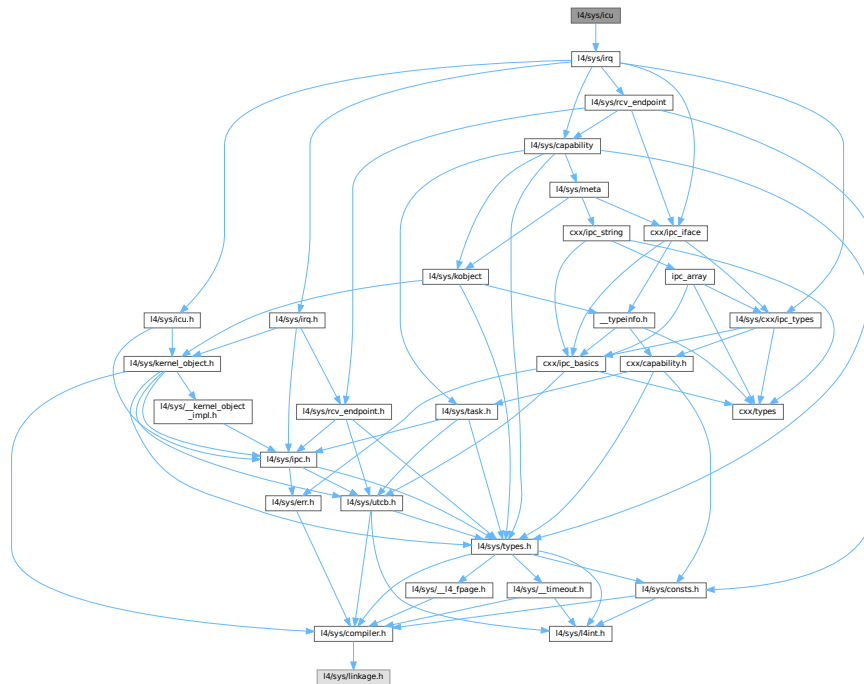 l4/sys/icu
l4/sys/irq
l4/sys/rcv_endpoint
l4/sys/capability
l4/sys/meta
cxx/ipc_string
cxx/ipc_iface
l4/sys/kobject
ipc_array
l4/sys/icu.h
l4/sys/irq.h
__typeinfo.h
l4/sys/cxx/ipc_types
l4/sys/kernel_object.h
cxx/ipc_basics
cxx/capability.h
l4/sys/__kernel_object
_impl.h
l4/sys/rcv_endpoint.h
l4/sys/task.h
cxx/types
l4/sys/ipc.h
l4/sys/err.h
l4/sys/utcb.h
l4/sys/types.h
l4/sys/__l4_fpage.h
l4/sys/__timeout.h
l4/sys/consts.h
l4/sys/compiler.h
l4/sys/l4int.h
l4/sys/linkage.h